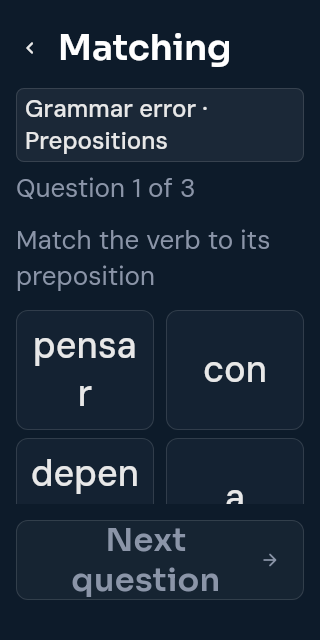 Matching
Grammar error ·
Prepositions
Question 1 of 3
Match the verb to its
preposition
pensa
r
con
depen
a
Next
question